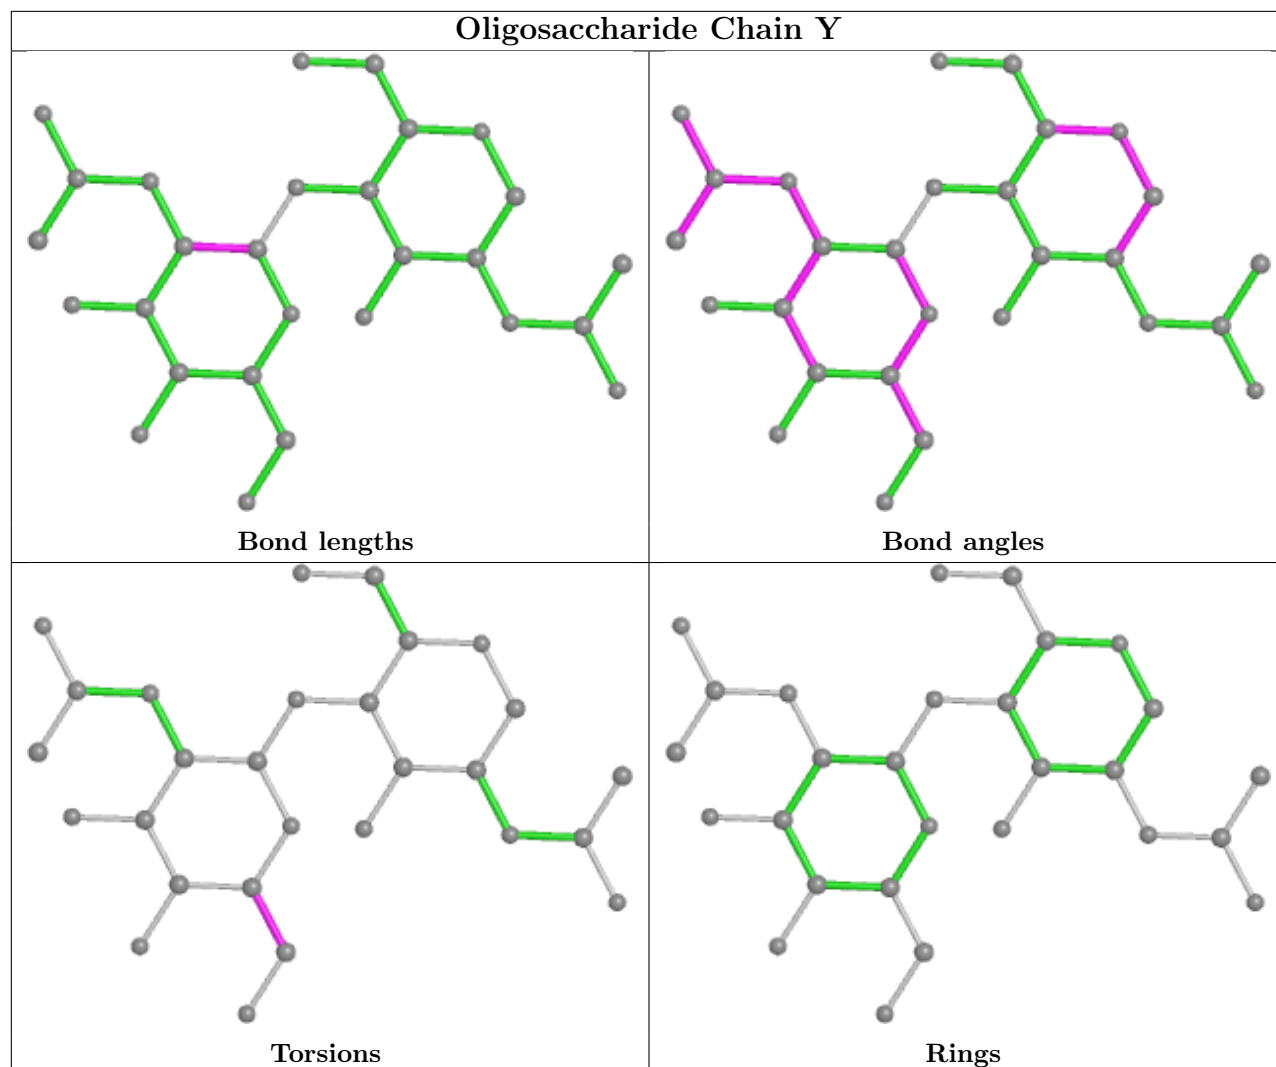 Oligosaccharide Chain Y
Bond lengths
Bond angles
Torsions
Rings